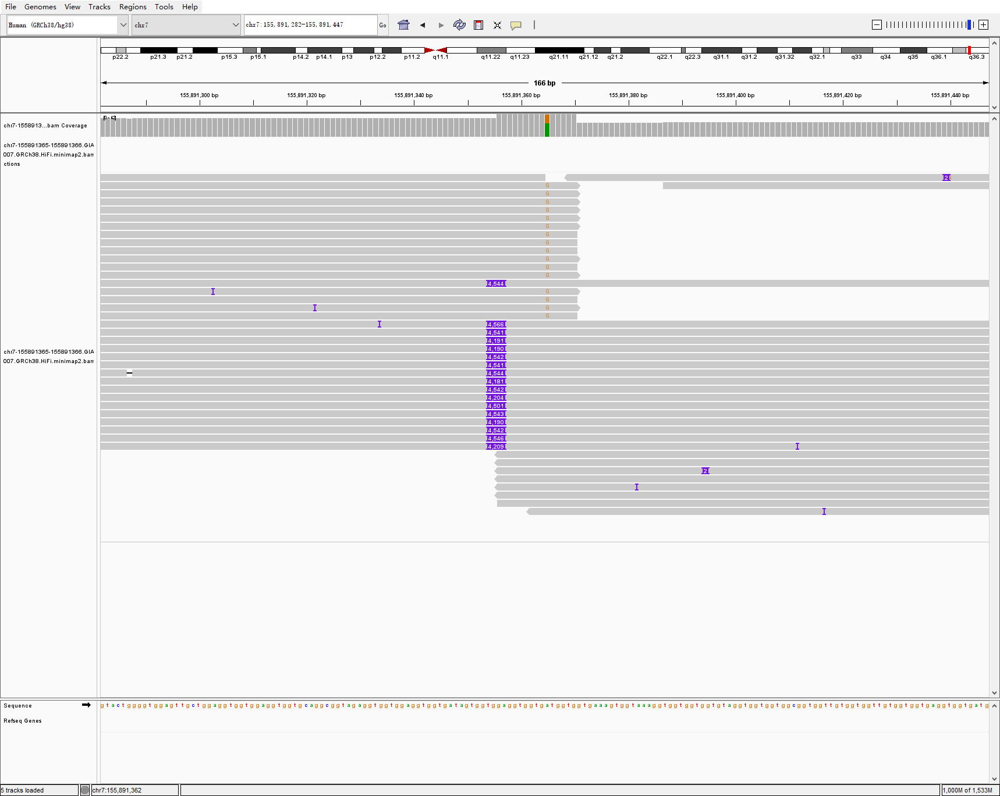 File Genomes View Tracks Regions Tools Help
Human (GRCh38/hg38) chr7 chr7:155,891,282-155,891,447 Go
p22.2 p21.3 p21.2 p15.3 p15.1 p14.2 p14.1 p13 p12.2 p11.2 q11.1 q11.22 q11.23 q21.11 q21.12 q21.2 q22.1 q22.3 q31.1 q31.2 q31.32 q32.1 q33 q34 q35 q36.1 q36.3
166 bp
155,891,300 bp 155,891,320 bp 155,891,340 bp 155,891,360 bp 155,891,380 bp 155,891,400 bp 155,891,420 bp 155,891,440 bp
chr7-1558913...bam Coverage
chr7-155891365-155891366.GIA
007.GRCh38.HiFi.minimap2.bam
ctions
2
G
G
G
G
G
G
G
G
G
G
G
G
4,544
G
G
G
G
4,566
4,541
4,191
4,190
4,542
4,541
4,544
4,181
4,542
4,204
4,501
4,543
4,190
4,542
4,546
4,209
2
chr7-155891365-155891366.GIA
007.GRCh38.HiFi.minimap2.bam
Sequence
g t a c t g g g g t g g a g t t g c t g g a g g t g g t g g a g g t g g t g c a g g c g g t a g a g g t g g t g g a g g t g g t g a t a g t g g t g g a g g t g g t g a t g g t g g t g a a a g t g g t a a a g g t g g t g g t g g t g t a g g t g g t g g t g g c g g t g g t t g t g g t g g t t g t g g t g g t g a g g t g g t g a t g
Refseq Genes
5 tracks loaded chr7:155,891,362 1,000M of 1,533M